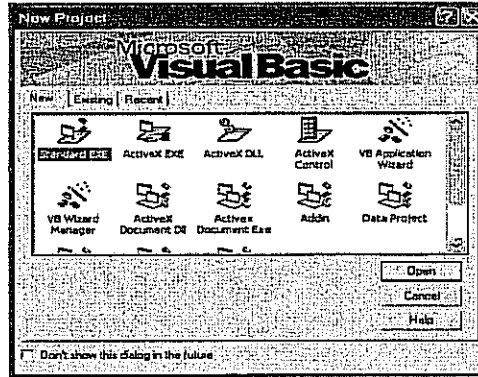 New Project
Microsoft
Visual Basic
New Existing Recent
Standard EXE ActiveX EXE ActiveX DLL ActiveX Control VB Application Wizard
VB Wizard Manager ActiveX Document Dll Activex Document Exe Addin Data Project
Open
Cancel
Help
Don't show this dialog in the future